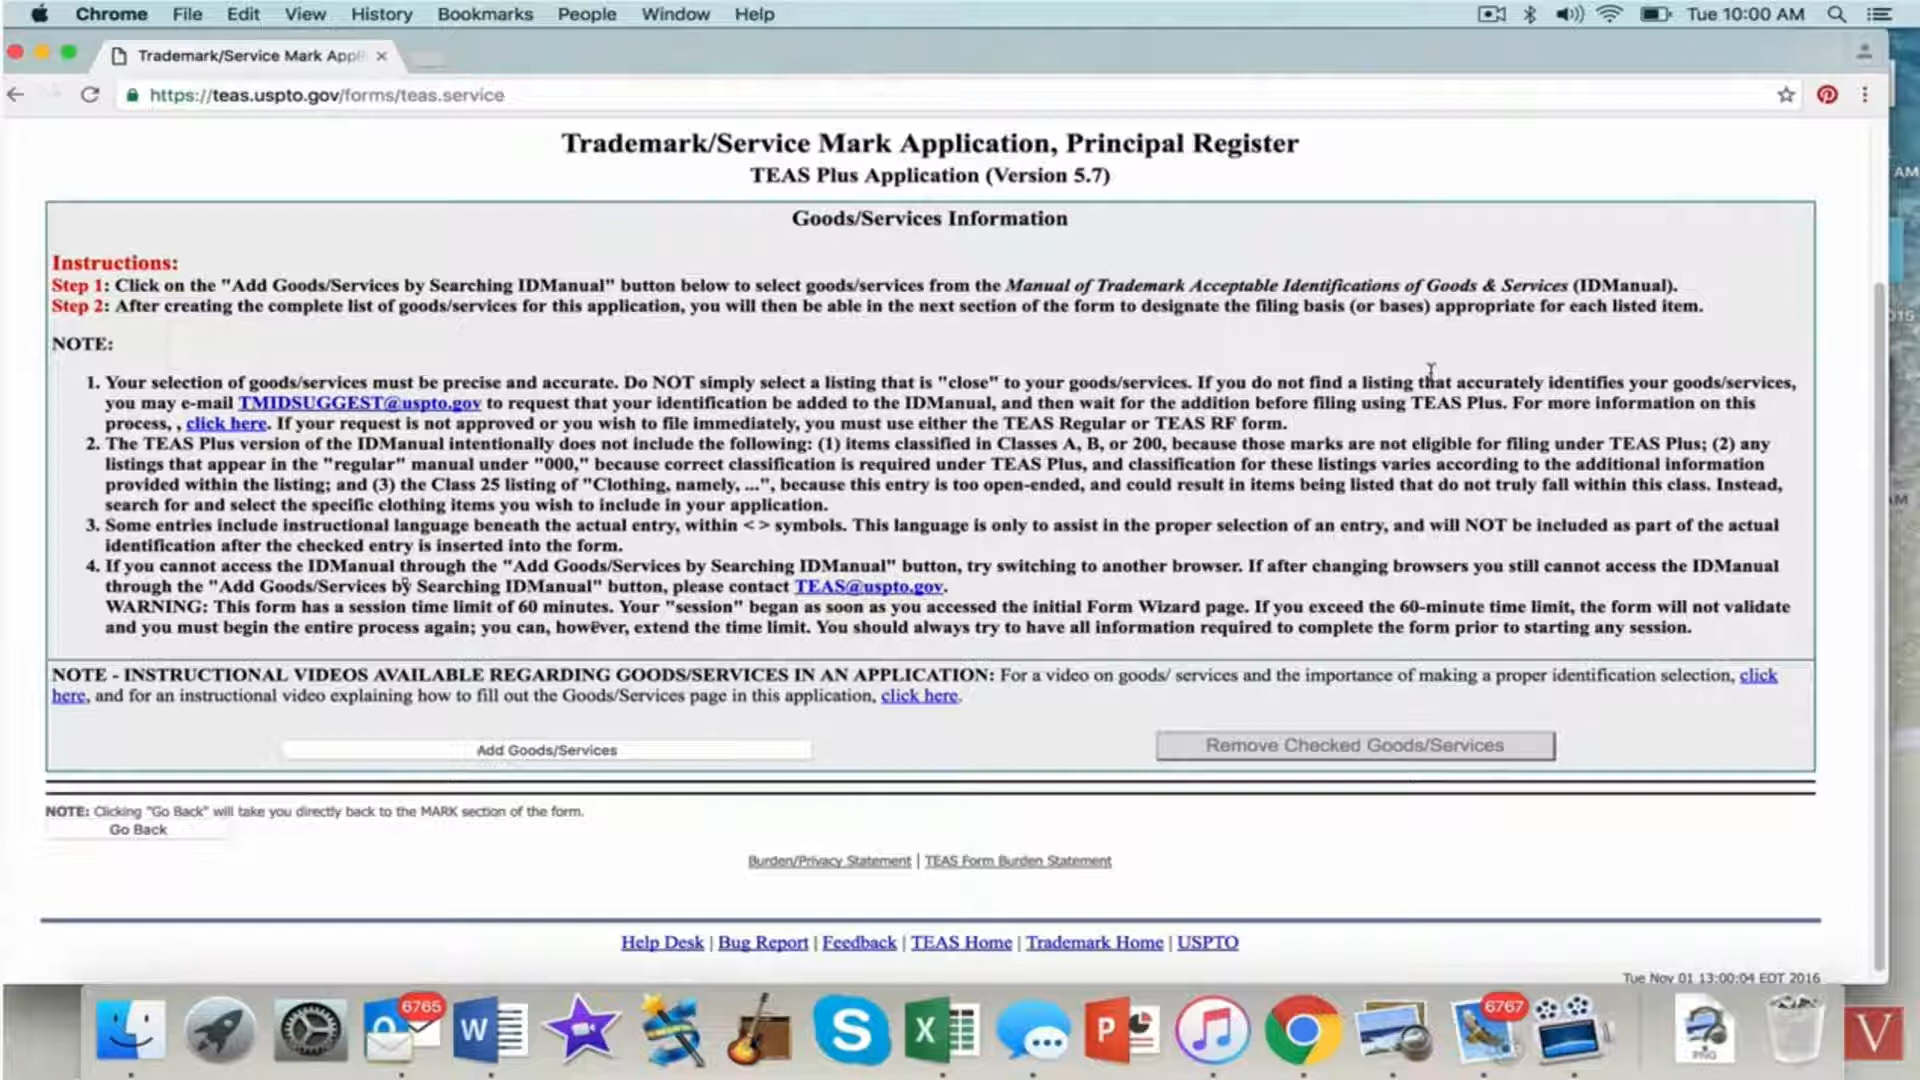 Chrome File Edit View History Bookmarks People Window Help Tue 10:00 AM
Trademark/Service Mark Appli
https://teas.uspto.gov/forms/teas.service
Trademark/Service Mark Application, Principal Register
TEAS Plus Application (Version 5.7)
Goods/Services Information
Instructions:
Step 1: Click on the "Add Goods/Services by Searching IDManual" button below to select goods/services from the Manual of Trademark Acceptable Identifications of Goods & Services (IDManual).
Step 2: After creating the complete list of goods/services for this application, you will then be able in the next section of the form to designate the filing basis (or bases) appropriate for each listed item.
NOTE:
1. Your selection of goods/services must be precise and accurate. Do NOT simply select a listing that is "close" to your goods/services. If you do not find a listing that accurately identifies your goods/services,
you may e-mail TMIDSUGGEST@uspto.gov to request that your identification be added to the IDManual, and then wait for the addition before filing using TEAS Plus. For more information on this
process, , click here. If your request is not approved or you wish to file immediately, you must use either the TEAS Regular or TEAS RF form.
2. The TEAS Plus version of the IDManual intentionally does not include the following: (1) items classified in Classes A, B, or 200, because those marks are not eligible for filing under TEAS Plus; (2) any
listings that appear in the "regular" manual under "000," because correct classification is required under TEAS Plus, and classification for these listings varies according to the additional information
provided within the listing; and (3) the Class 25 listing of "Clothing, namely, ...", because this entry is too open-ended, and could result in items being listed that do not truly fall within this class. Instead,
search for and select the specific clothing items you wish to include in your application.
3. Some entries include instructional language beneath the actual entry, within < > symbols. This language is only to assist in the proper selection of an entry, and will NOT be included as part of the actual
identification after the checked entry is inserted into the form.
4. If you cannot access the IDManual through the "Add Goods/Services by Searching IDManual" button, try switching to another browser. If after changing browsers you still cannot access the IDManual
through the "Add Goods/Services by Searching IDManual" button, please contact TEAS@uspto.gov.
WARNING: This form has a session time limit of 60 minutes. Your "session" began as soon as you accessed the initial Form Wizard page. If you exceed the 60-minute time limit, the form will not validate
and you must begin the entire process again; you can, however, extend the time limit. You should always try to have all information required to complete the form prior to starting any session.
NOTE - INSTRUCTIONAL VIDEOS AVAILABLE REGARDING GOODS/SERVICES IN AN APPLICATION: For a video on goods/ services and the importance of making a proper identification selection, click
here, and for an instructional video explaining how to fill out the Goods/Services page in this application, click here.
Add Goods/Services Remove Checked Goods/Services
NOTE: Clicking "Go Back" will take you directly back to the MARK section of the form.
Go Back
Burden/Privacy Statement | TEAS Form Burden Statement
Help Desk | Bug Report | Feedback | TEAS Home | Trademark Home | USPTO
Tue Nov 01 13:00:04 EDT 2016
6765 6767
W S X P PNG V
AM